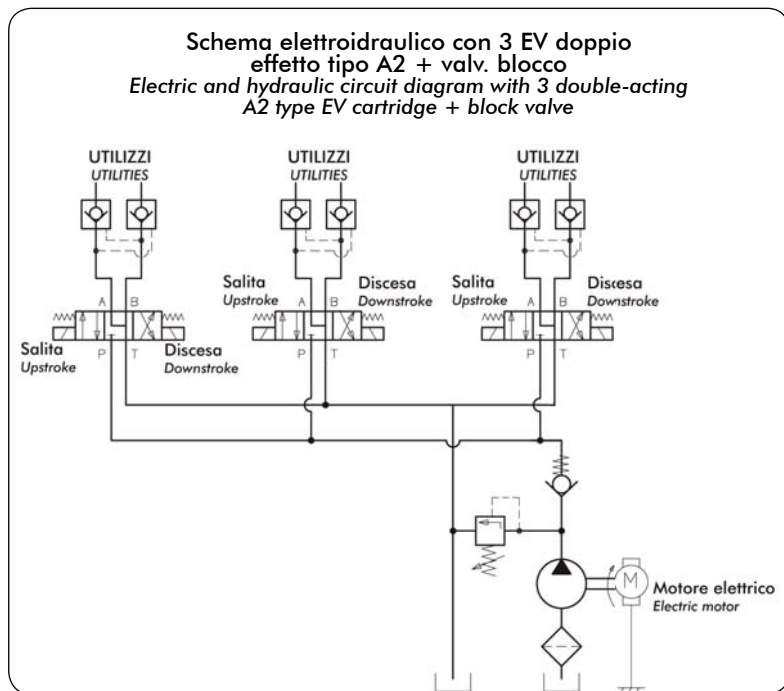 Schema elettroidraulico con 3 EV doppio
effetto tipo A2 + valv. blocco
Electric and hydraulic circuit diagram with 3 double-acting
A2 type EV cartridge + block valve
UTILIZZI
UTILITIES
UTILIZZI
UTILITIES
UTILIZZI
UTILITIES
A B
P T
Salita
Upstroke
Discesa
Downstroke
Salita
Upstroke
A B
P T
Discesa
Downstroke
Salita
Upstroke
A B
P T
Discesa
Downstroke
M
Motore elettrico
Electric motor